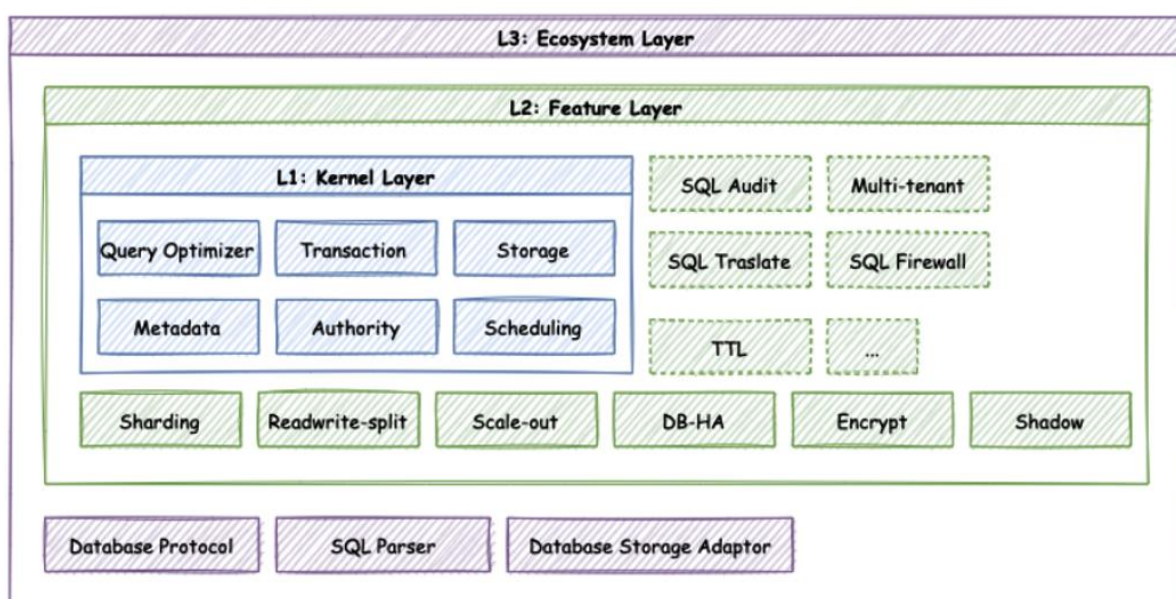 L3: Ecosystem Layer
L2: Feature Layer
L1: Kernel Layer
SQL Audit
Multi-tenant
Query Optimizer
Transaction
Storage
SQL Traslate
SQL Firewall
Metadata
Authority
Scheduling
TTL
...
Sharding
Readwrite-split
Scale-out
DB-HA
Encrypt
Shadow
Database Protocol
SQL Parser
Database Storage Adaptor